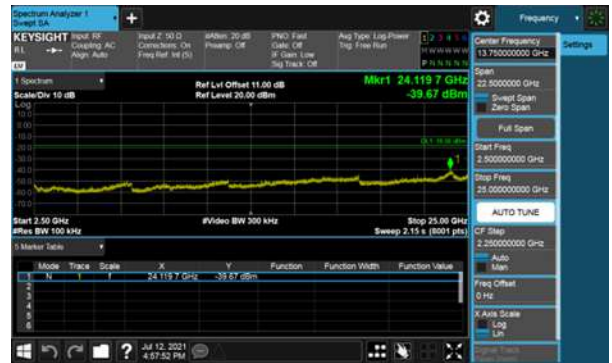 Spectrum Analyzer 1
Swept SA
+
Frequency
KEYSIGHT
Input: RF
Coupling: AC
Align: Auto
Input Z: 50 Ω
Corrections: On
Freq Ref: Int (S)
#Atten: 20 dB
Preamp: Off
PNO: Fast
Gate: Off
IF Gain: Low
Sig Track: Off
Avg Type: Log-Power
Trig: Free Run
1 2 3 4 5 6
M W W W W W
P N N N N N
RL
1 Spectrum
Scale/Div 10 dB
Ref Lvl Offset 11.00 dB
Ref Level 20.00 dBm
Mkr1 24.119 7 GHz
-39.67 dBm
Log
10.0
0.00
-10.0
-20.0
-30.0
-40.0
-50.0
-60.0
-70.0
1
Start 2.50 GHz
#Res BW 100 kHz
#Video BW 300 kHz
Stop 25.00 GHz
Sweep 2.15 s (8001 pts)
5 Marker Table
Mode Trace Scale X Y Function Function Width Function Value
1 N 1 f 24.119 7 GHz -39.67 dBm
2
3
4
5
6
Center Frequency
13.750000000 GHz
Settings
Span
22.5000000 GHz
Swept Span
Zero Span
Full Span
Start Freq
2.500000000 GHz
Stop Freq
25.000000000 GHz
AUTO TUNE
CF Step
2.250000000 GHz
Auto
Man
Freq Offset
0 Hz
X Axis Scale
Log
Lin
Signal Track
?
Jul 12, 2021
4:57:52 PM